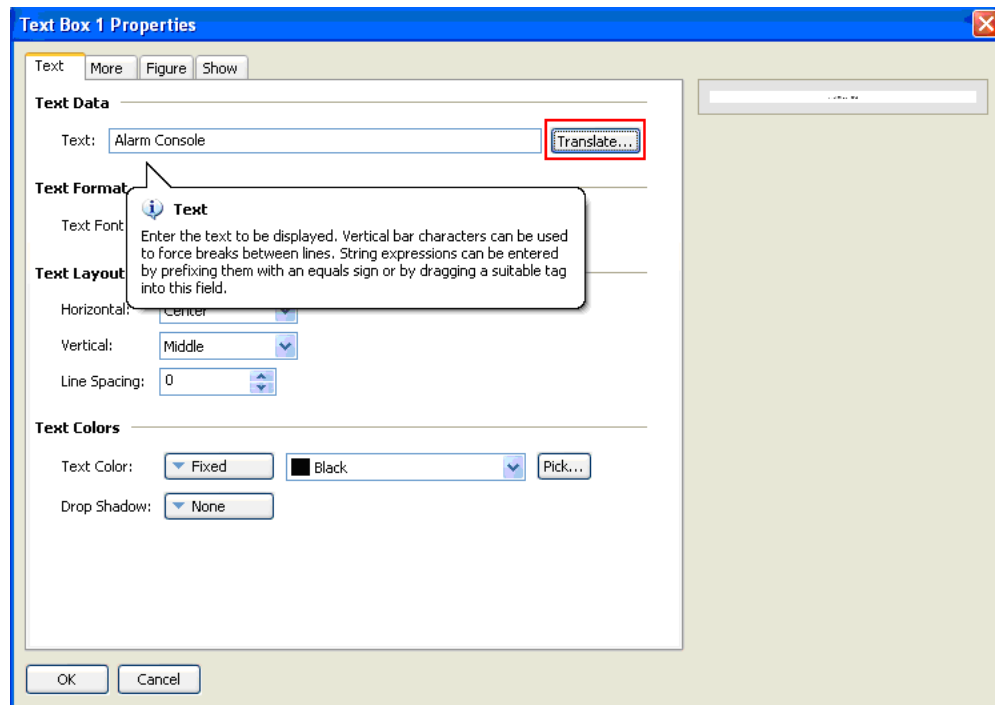 Text Box 1 Properties
Text More Figure Show
Text Data
Text: Alarm Console Translate...
Text Format
Text Font
Text
Enter the text to be displayed. Vertical bar characters can be used
to force breaks between lines. String expressions can be entered
by prefixing them with an equals sign or by dragging a suitable tag
into this field.
Text Layout
Horizontal: Center
Vertical: Middle
Line Spacing: 0
Text Colors
Text Color: Fixed Black Pick...
Drop Shadow: None
OK Cancel